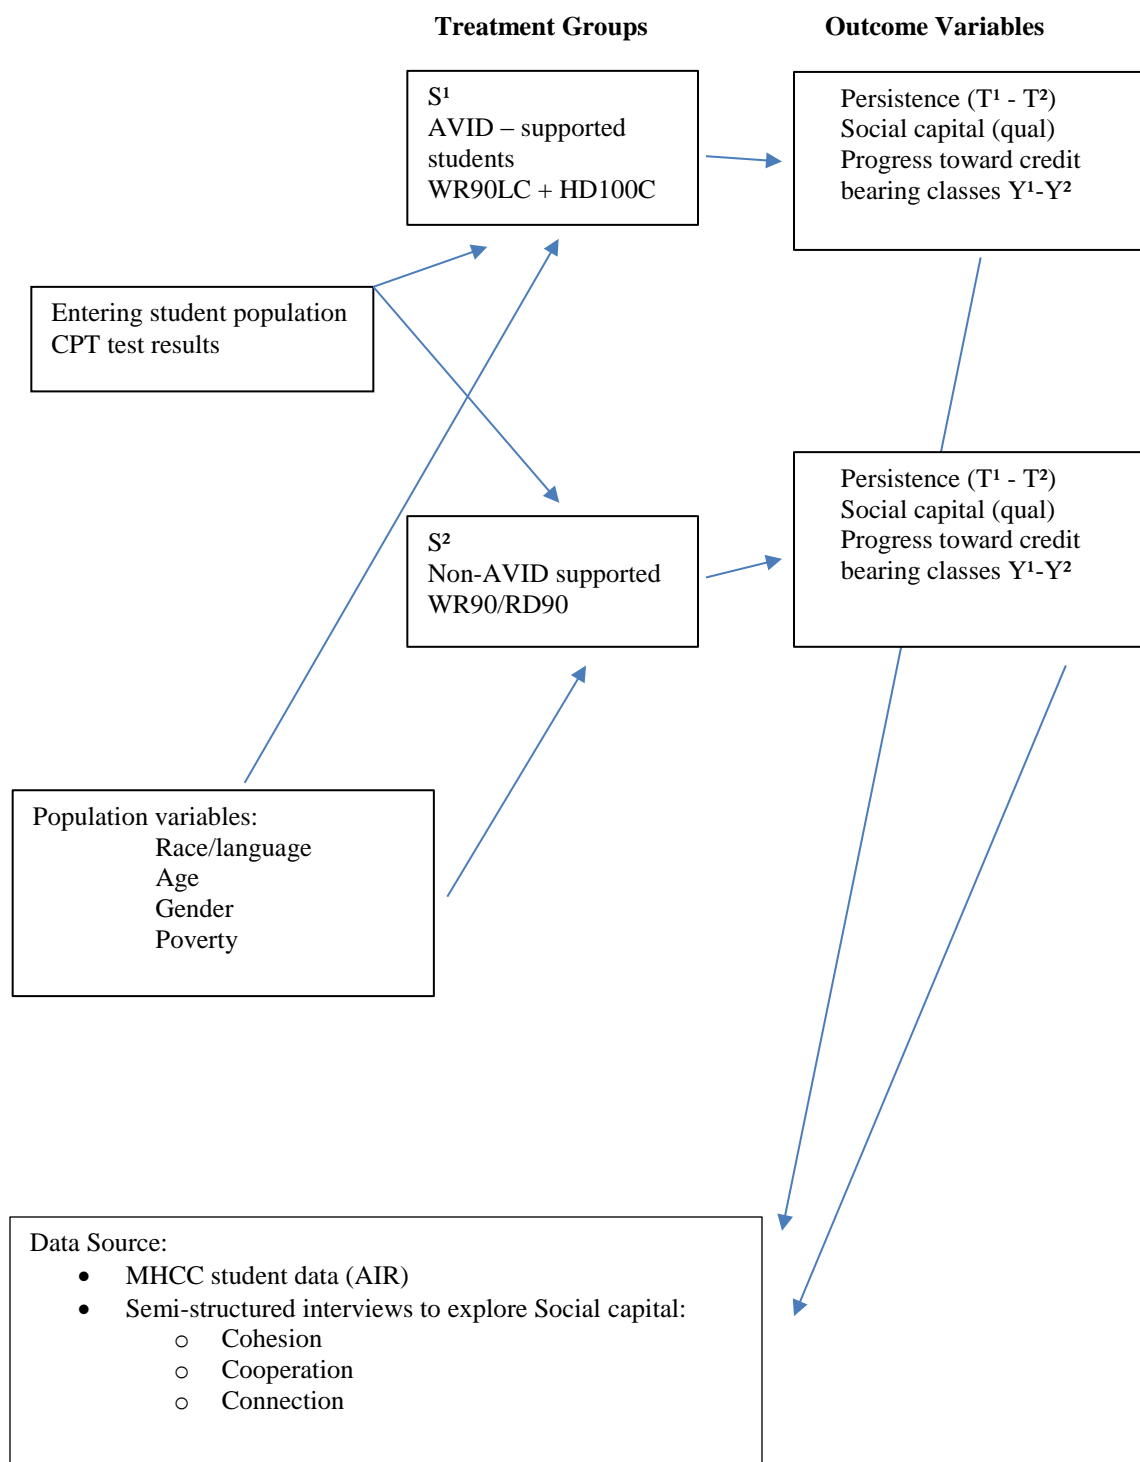 Treatment Groups
Outcome Variables
S¹
AVID – supported
students
WR90LC + HD100C
Persistence (T¹ - T²)
Social capital (qual)
Progress toward credit
bearing classes Y¹-Y²
Entering student population
CPT test results
S²
Non-AVID supported
WR90/RD90
Persistence (T¹ - T²)
Social capital (qual)
Progress toward credit
bearing classes Y¹-Y²
Population variables:
Race/language
Age
Gender
Poverty
Data Source:
• MHCC student data (AIR)
• Semi-structured interviews to explore Social capital:
o Cohesion
o Cooperation
o Connection